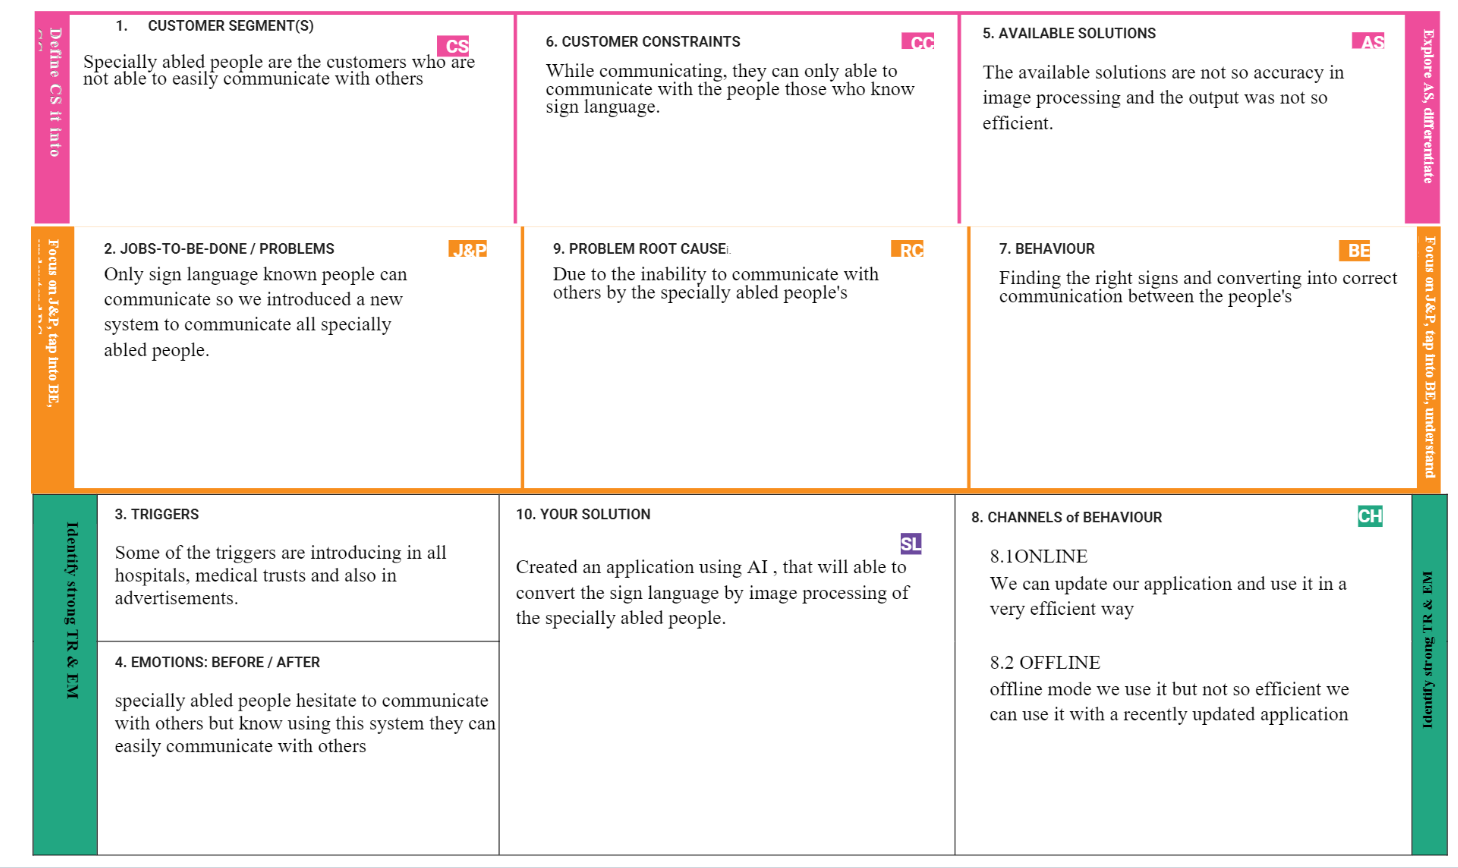 Define CS it into
1. CUSTOMER SEGMENT(S)
CS
Specially abled people are the customers who are
not able to easily communicate with others
6. CUSTOMER CONSTRAINTS
CC
While communicating, they can only able to
communicate with the people those who know
sign language.
5. AVAILABLE SOLUTIONS
AS
The available solutions are not so accuracy in
image processing and the output was not so
efficient.
Explore AS, differentiate
Focus on J&P, tap into BE,
2. JOBS-TO-BE-DONE / PROBLEMS
J&P
Only sign language known people can
communicate so we introduced a new
system to communicate all specially
abled people.
9. PROBLEM ROOT CAUSE
RC
Due to the inability to communicate with
others by the specially abled people's
7. BEHAVIOUR
BE
Finding the right signs and converting into correct
communication between the people's
Focus on J&P, tap into BE, understand
Identify strong TR & EM
3. TRIGGERS
Some of the triggers are introducing in all
hospitals, medical trusts and also in
advertisements.
4. EMOTIONS: BEFORE / AFTER
specially abled people hesitate to communicate
with others but know using this system they can
easily communicate with others
10. YOUR SOLUTION
SL
Created an application using AI , that will able to
convert the sign language by image processing of
the specially abled people.
8. CHANNELS of BEHAVIOUR
CH
8.1ONLINE
We can update our application and use it in a
very efficient way
8.2 OFFLINE
offline mode we use it but not so efficient we
can use it with a recently updated application
Identify strong TR & EM